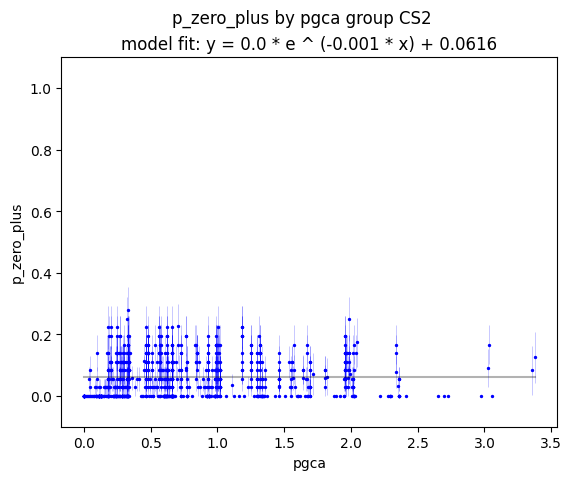 p_zero_plus by pgca group CS2
model fit: y = 0.0 * e ^ (-0.001 * x) + 0.0616
1.0
0.8
0.6
0.4
0.2
0.0
p_zero_plus
0.0 0.5 1.0 1.5 2.0 2.5 3.0 3.5
pgca